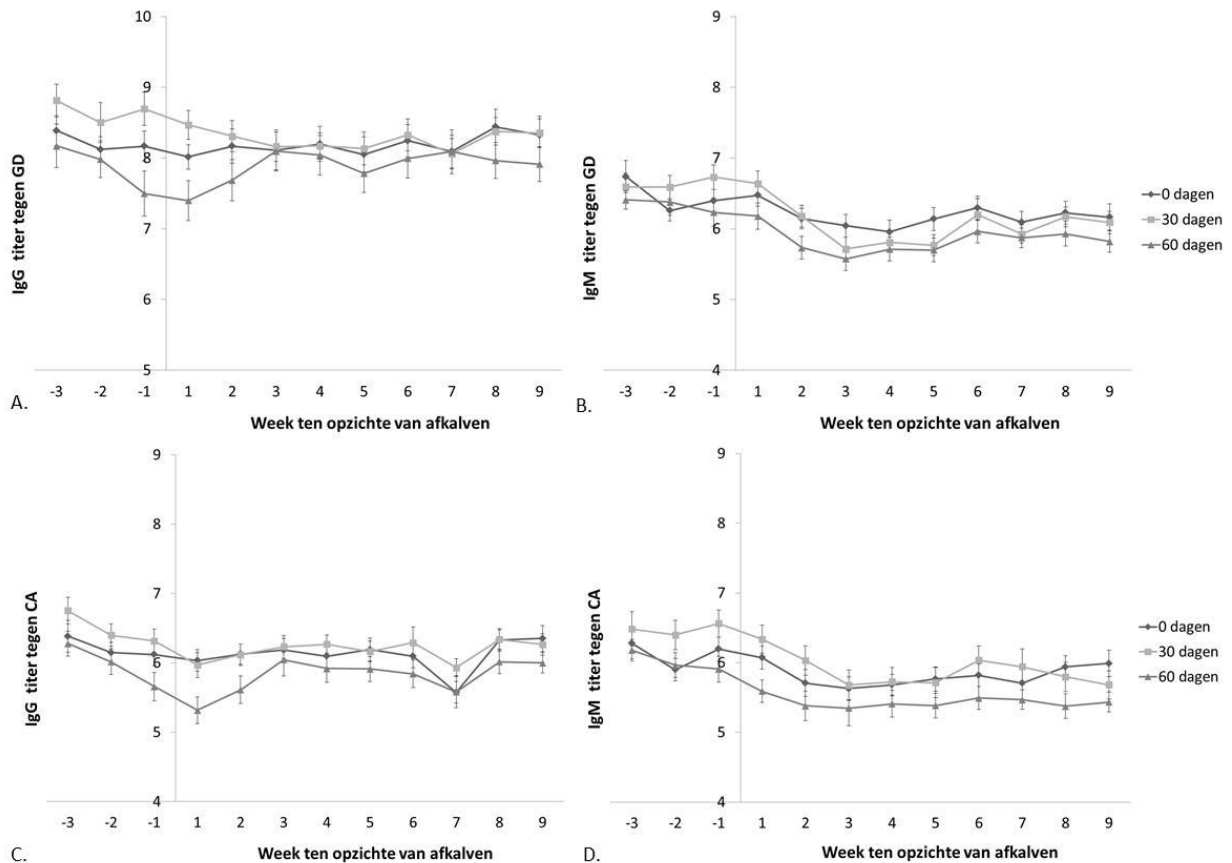 10
9
8
7
6
5
IgG titer tegen GD
-3 -2 -1 1 2 3 4 5 6 7 8 9
A.
Week ten opzichte van afkalven
9
8
7
6
5
4
IgM titer tegen GD
-3 -2 -1 1 2 3 4 5 6 7 8 9
B.
Week ten opzichte van afkalven
0 dagen
30 dagen
60 dagen
9
8
7
6
5
4
IgG titer tegen CA
-3 -2 -1 1 2 3 4 5 6 7 8 9
C.
Week ten opzichte van afkalven
9
8
7
6
5
4
IgM titer tegen CA
-3 -2 -1 1 2 3 4 5 6 7 8 9
D.
Week ten opzichte van afkalven
0 dagen
30 dagen
60 dagen